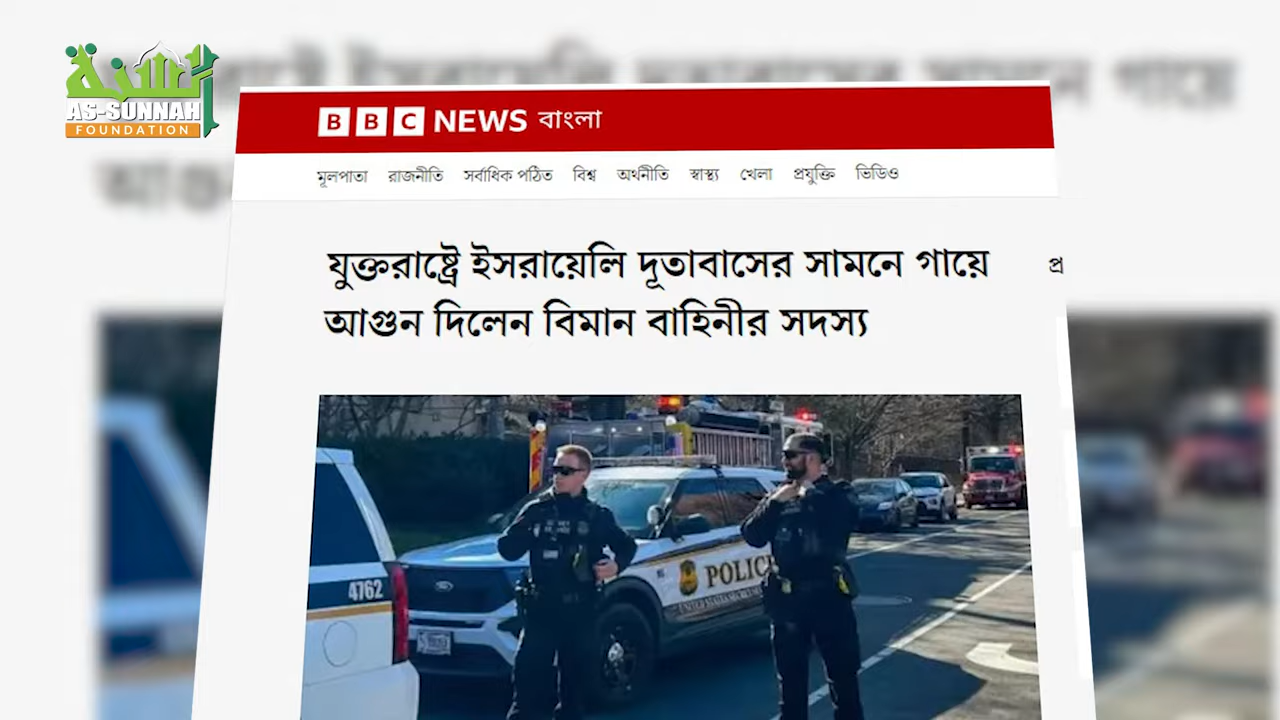 السنة
AS-SUNNAH
FOUNDATION
BBC NEWS বাংলা
মূলপাতা রাজনীতি সর্বাধিক পঠিত বিশ্ব অর্থনীতি স্বাস্থ্য খেলা প্রযুক্তি ভিডিও
যুক্তরাষ্ট্রে ইসরায়েলি দূতাবাসের সামনে গায়ে
আগুন দিলেন বিমান বাহিনীর সদস্য
প্র
4762
POLICE